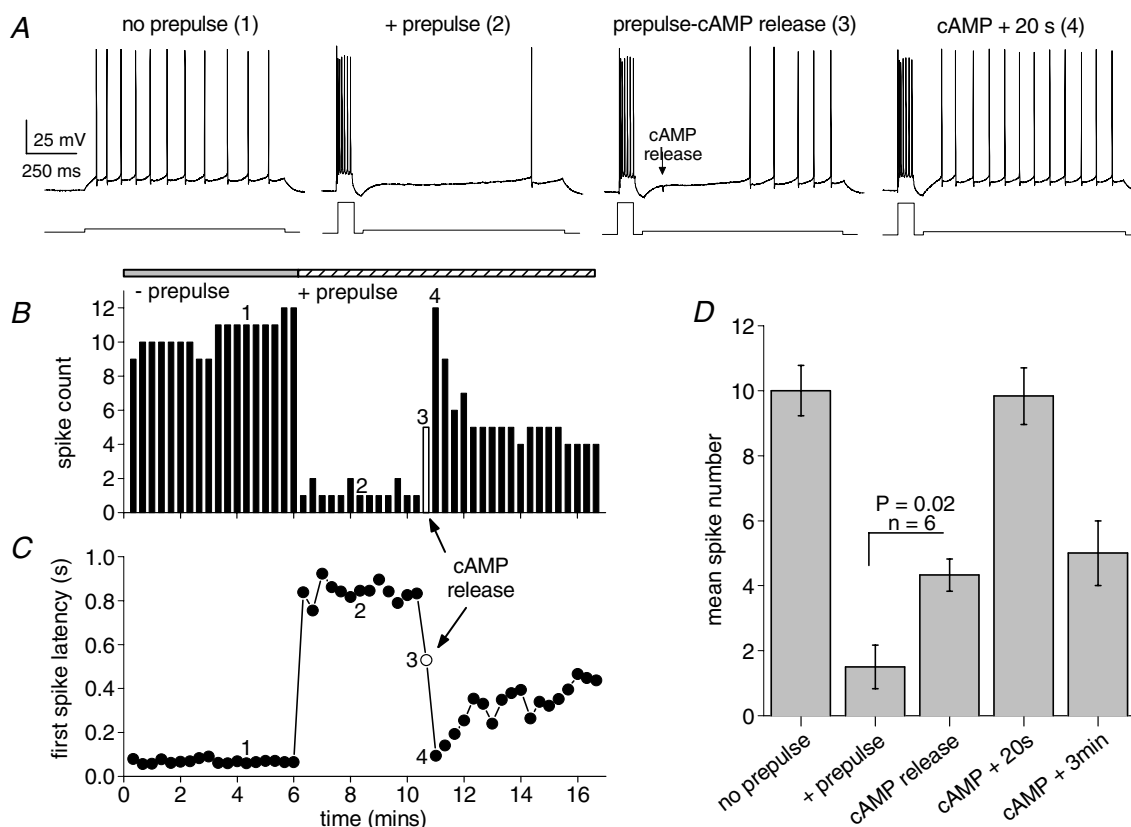 A
no prepulse (1)
+ prepulse (2)
prepulse-cAMP release (3)
cAMP + 20 s (4)
25 mV
250 ms
cAMP
release
- prepulse
+ prepulse
B
12
10
8
6
4
2
0
spike count
1
2
3
4
C
cAMP
release
1.0
0.8
0.6
0.4
0.2
0.0
first spike latency (s)
1
2
3
4
0
2
4
6
8
10
12
14
16
time (mins)
D
12
10
8
6
4
2
0
mean spike number
P = 0.02
n = 6
no prepulse
+ prepulse
cAMP release
cAMP + 20s
cAMP + 3min